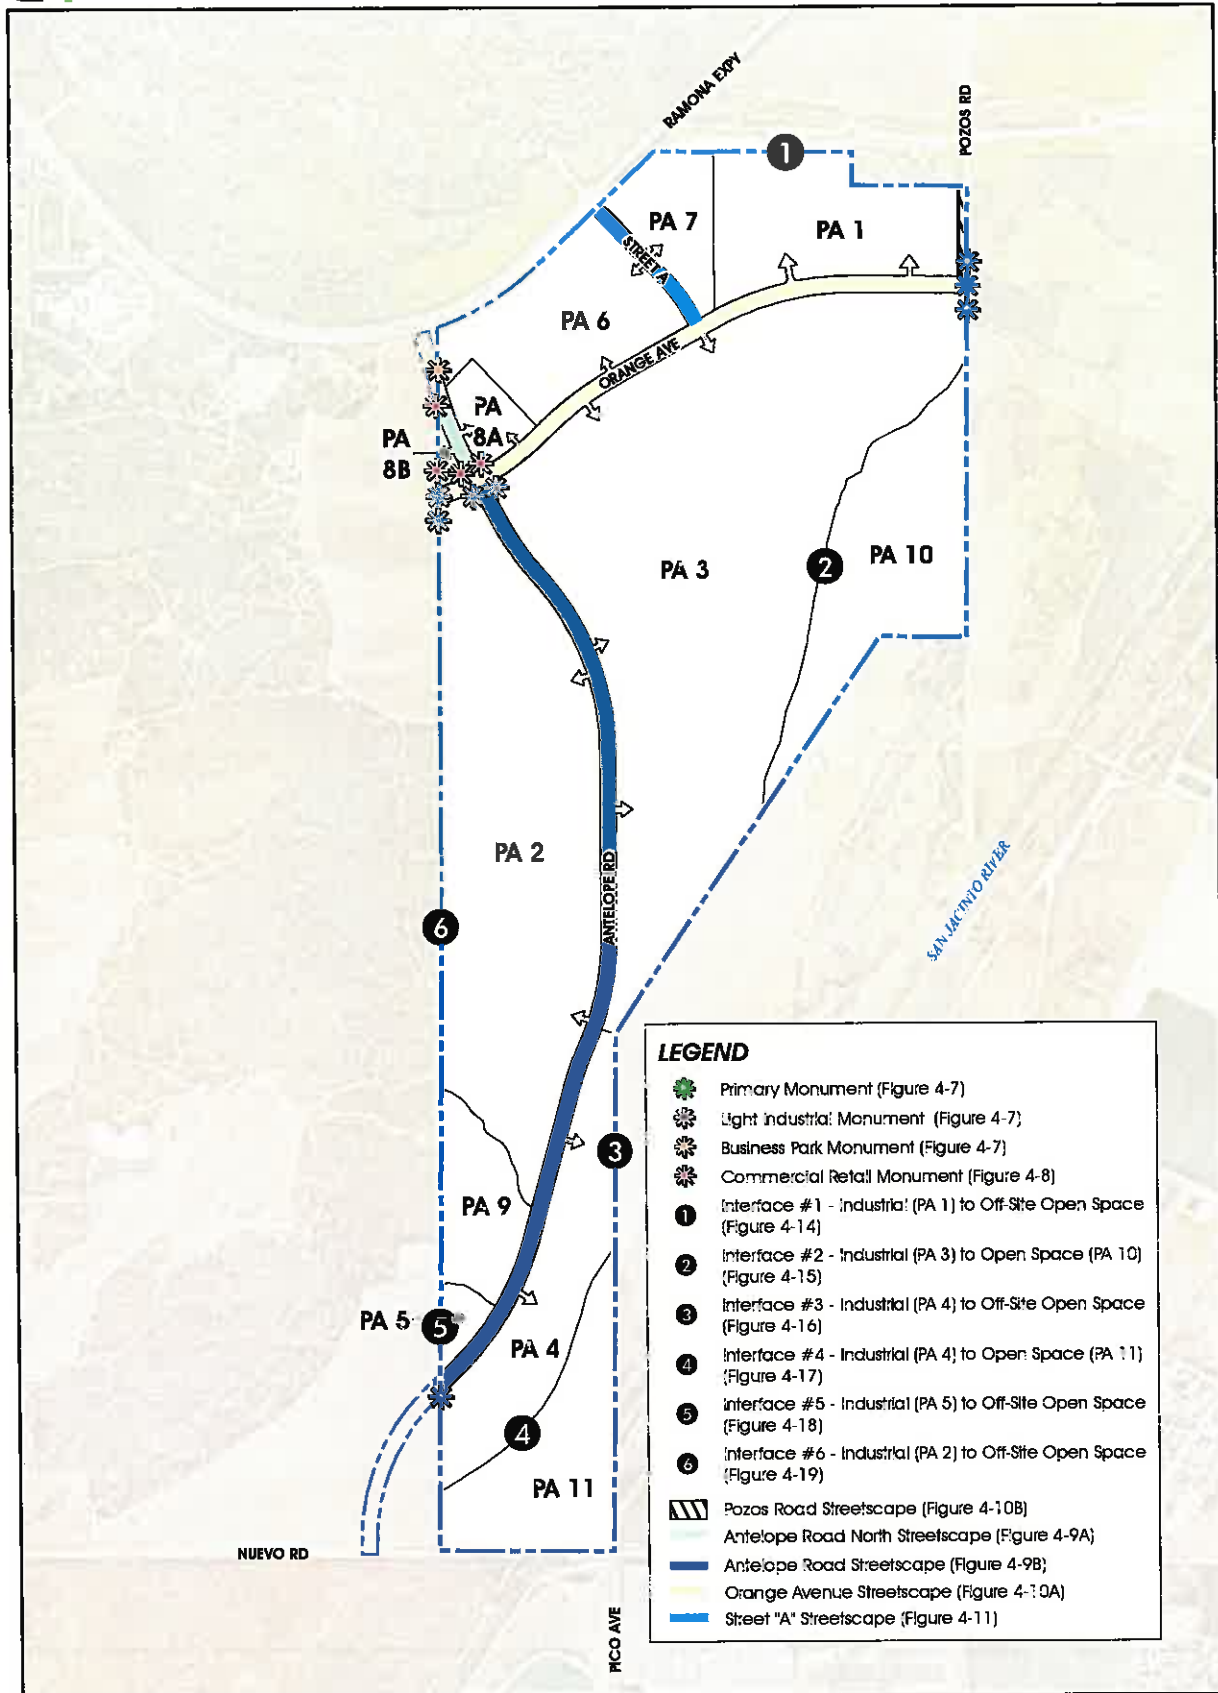 RAMONA EXPY
POZOS RD
1
PA 7
PA 1
STREET A
PA 6
ORANGE AVE
PA
8A
PA
8B
PA 3
2
PA 10
PA 2
ANTELOPE RD
6
SAN JACINTO RIVER
3
PA 9
PA 5
5
PA 4
4
PA 11
NUEVO RD
PICO AVE
LEGEND
Primary Monument (Figure 4-7)
Light Industrial Monument (Figure 4-7)
Business Park Monument (Figure 4-7)
Commercial Retail Monument (Figure 4-8)
1 Interface #1 - Industrial (PA 1) to Off-Site Open Space
(Figure 4-14)
2 Interface #2 - Industrial (PA 3) to Open Space (PA 10)
(Figure 4-15)
3 Interface #3 - Industrial (PA 4) to Off-Site Open Space
(Figure 4-16)
4 Interface #4 - Industrial (PA 4) to Open Space (PA 11)
(Figure 4-17)
5 Interface #5 - Industrial (PA 5) to Off-Site Open Space
(Figure 4-18)
6 Interface #6 - Industrial (PA 2) to Off-Site Open Space
(Figure 4-19)
Pozos Road Streetscape (Figure 4-10B)
Antelope Road North Streetscape (Figure 4-9A)
Antelope Road Streetscape (Figure 4-9B)
Orange Avenue Streetscape (Figure 4-10A)
Street "A" Streetscape (Figure 4-11)